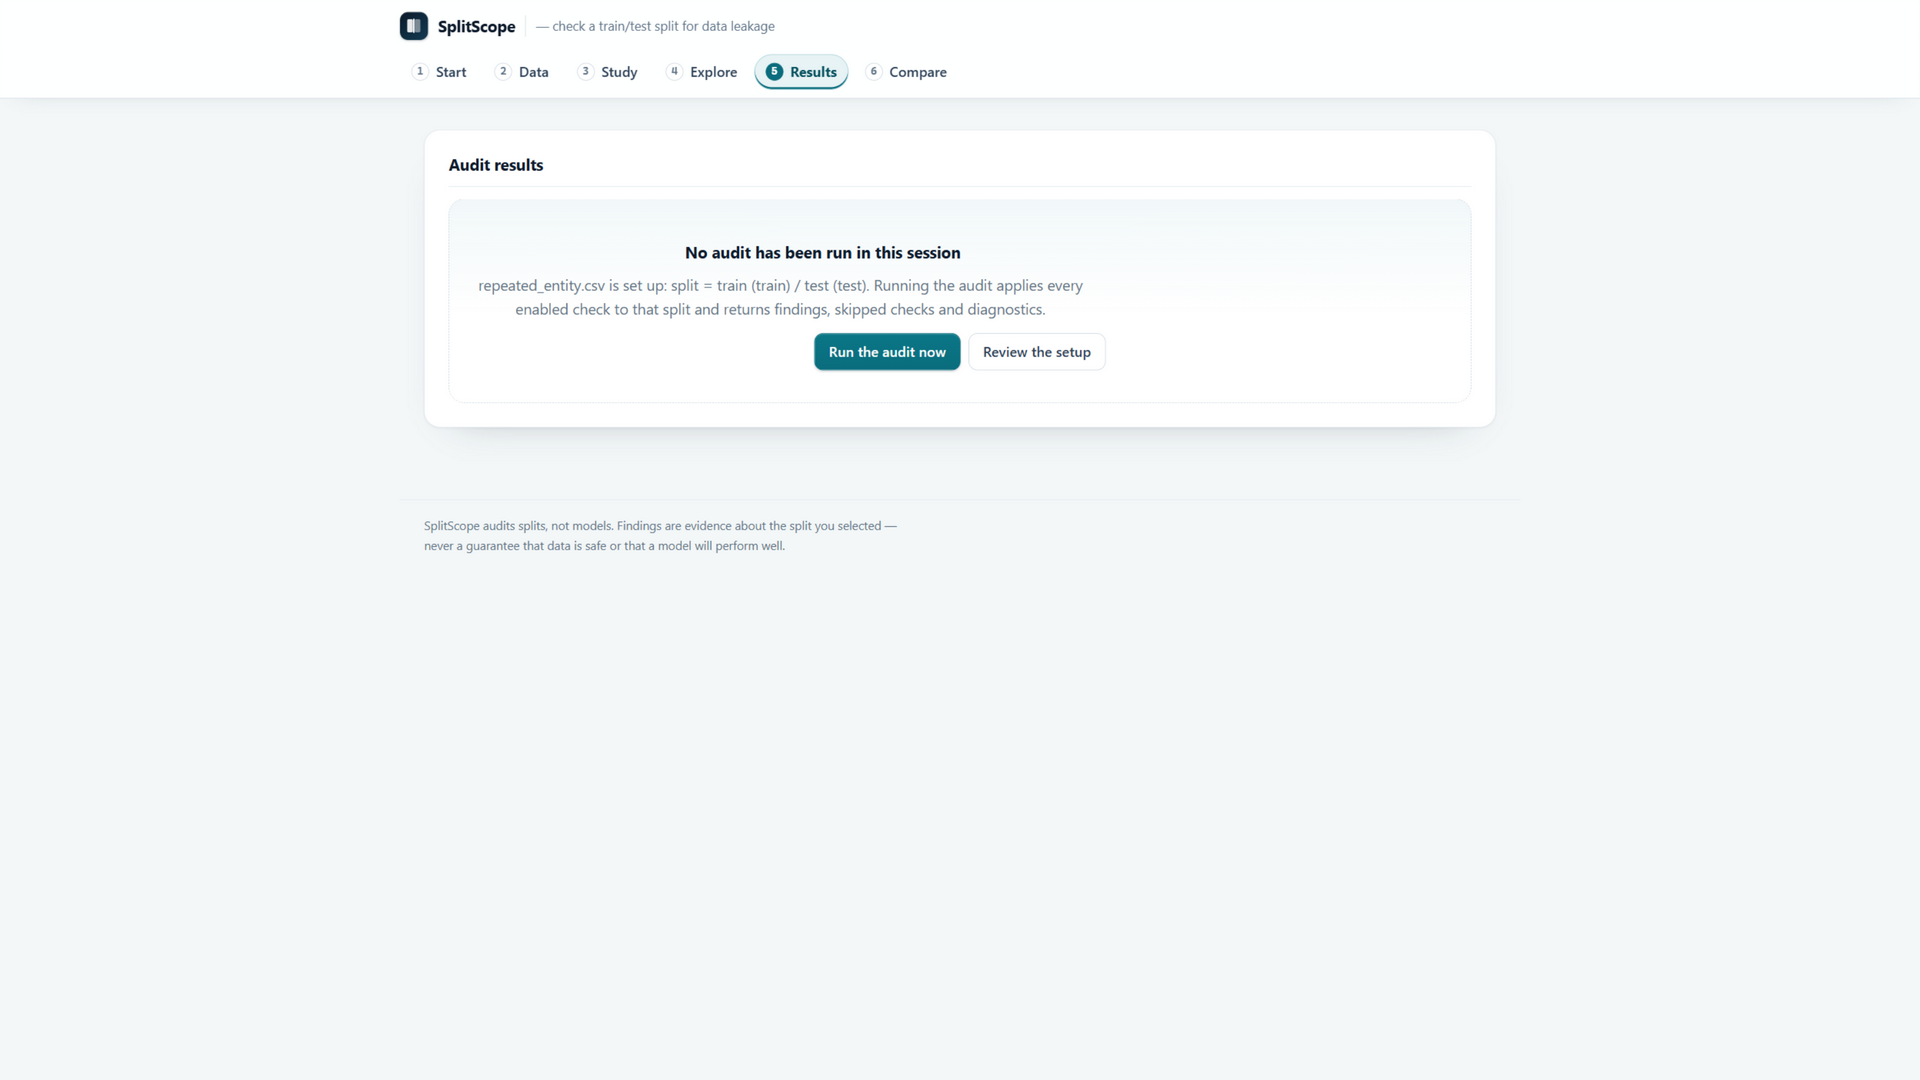 SplitScope
— check a train/test split for data leakage
1 Start
2 Data
3 Study
4 Explore
5 Results
6 Compare
Audit results
No audit has been run in this session
repeated_entity.csv is set up: split = train (train) / test (test). Running the audit applies every
enabled check to that split and returns findings, skipped checks and diagnostics.
Run the audit now
Review the setup
SplitScope audits splits, not models. Findings are evidence about the split you selected —
never a guarantee that data is safe or that a model will perform well.